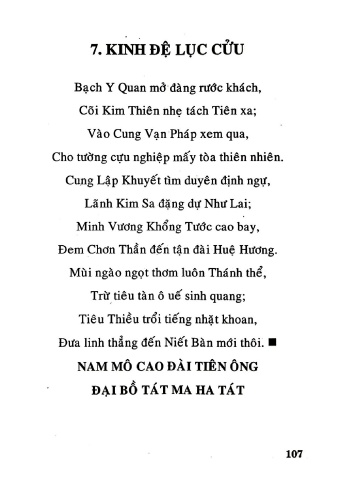 7. KINH ĐỆ LỤC CỬU
Bạch Y Quan mở đàng rước khách,
Cõi Kim Thiên nhẹ tách Tiên xa;
Vào Cung Vạn Pháp xem qua,
Cho tường cựu nghiệp mấy tòa thiên nhiên.
Cung Lập Khuyết tìm duyên định ngự,
Lãnh Kim Sa đặng dự Như Lai;
Minh Vương Khổng Tước cao bay,
Đem Chơn Thần đến tận đài Huệ Hương.
Mùi ngào ngọt thơm luôn Thánh thể,
Trừ tiêu tàn ô uế sinh quang;
Tiêu Thiều trổi tiếng nhặt khoan,
Đưa linh thẳng đến Niết Bàn mới thôi. ■
NAM MÔ CAO ĐÀI TIÊN ÔNG
ĐẠI BỒ TÁT MA HA TÁT
107